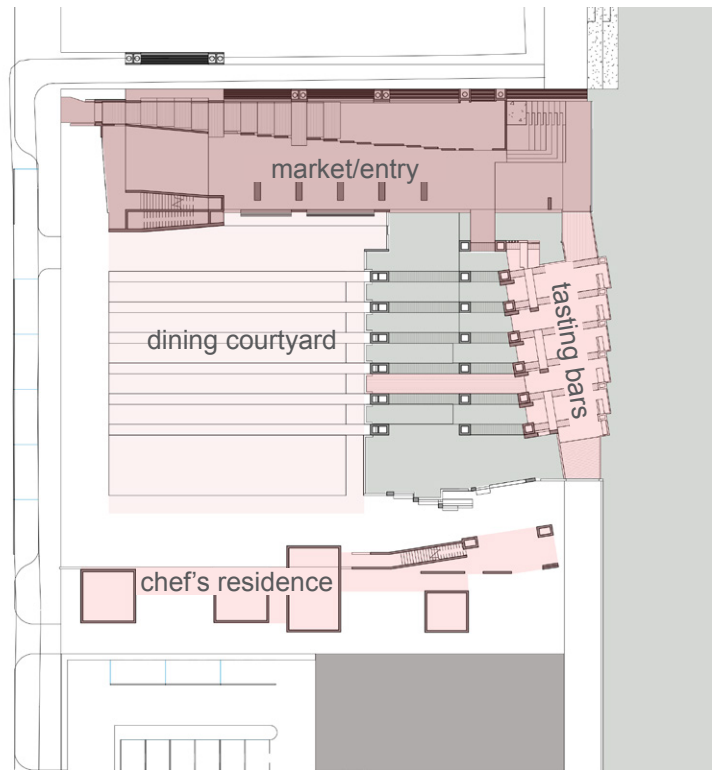 market/entry
dining courtyard
tasting bars
chef's residence